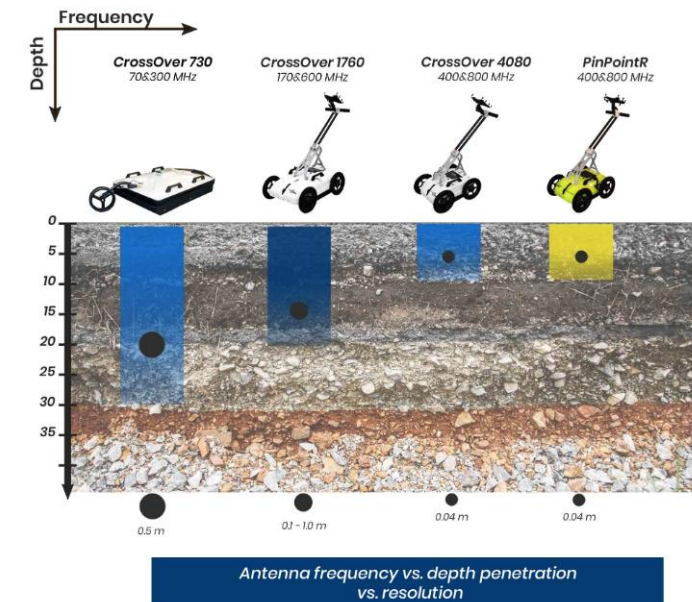 Frequency
Depth
CrossOver 730
70&300 MHz
CrossOver 1760
170&600 MHz
CrossOver 4080
400&800 MHz
PinPointR
400&800 MHz
0
5
10
15
20
25
30
35
0.5 m
0.1 - 1.0 m
0.04 m
0.04 m
Antenna frequency vs. depth penetration
vs. resolution